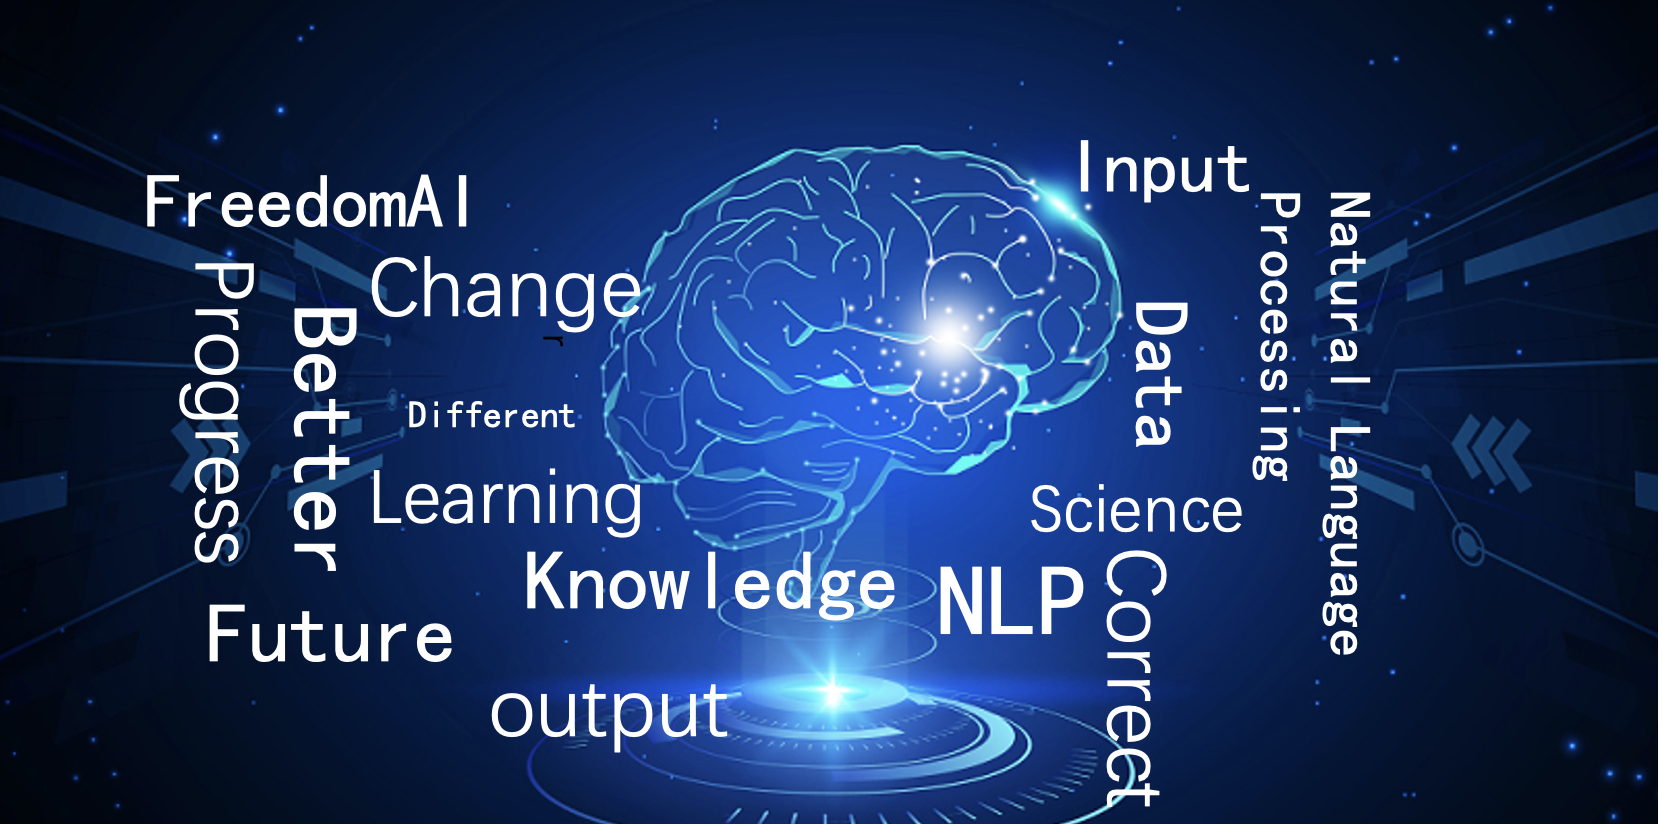 FreedomAI
Change
Progress
Better
r
Different
Learning
Knowledge
Future
output
Input
Processing
Natural Language
Data
Science
NLP
Correct